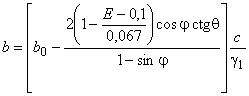 b = [b₀ − 2(1 − (E − 0,1)/0,067) cos φ ctg θ / (1 − sin φ)] c/γ₁